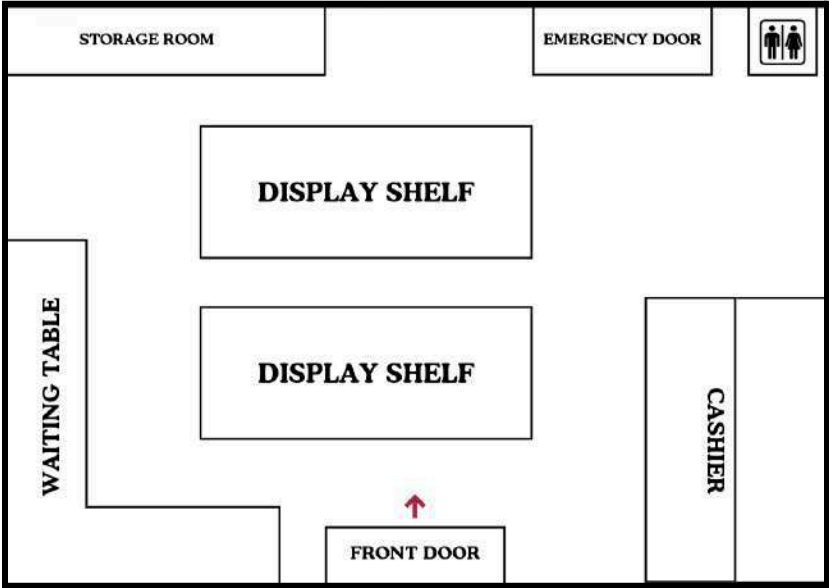 STORAGE ROOM
EMERGENCY DOOR
DISPLAY SHELF
WAITING TABLE
DISPLAY SHELF
CASHIER
FRONT DOOR